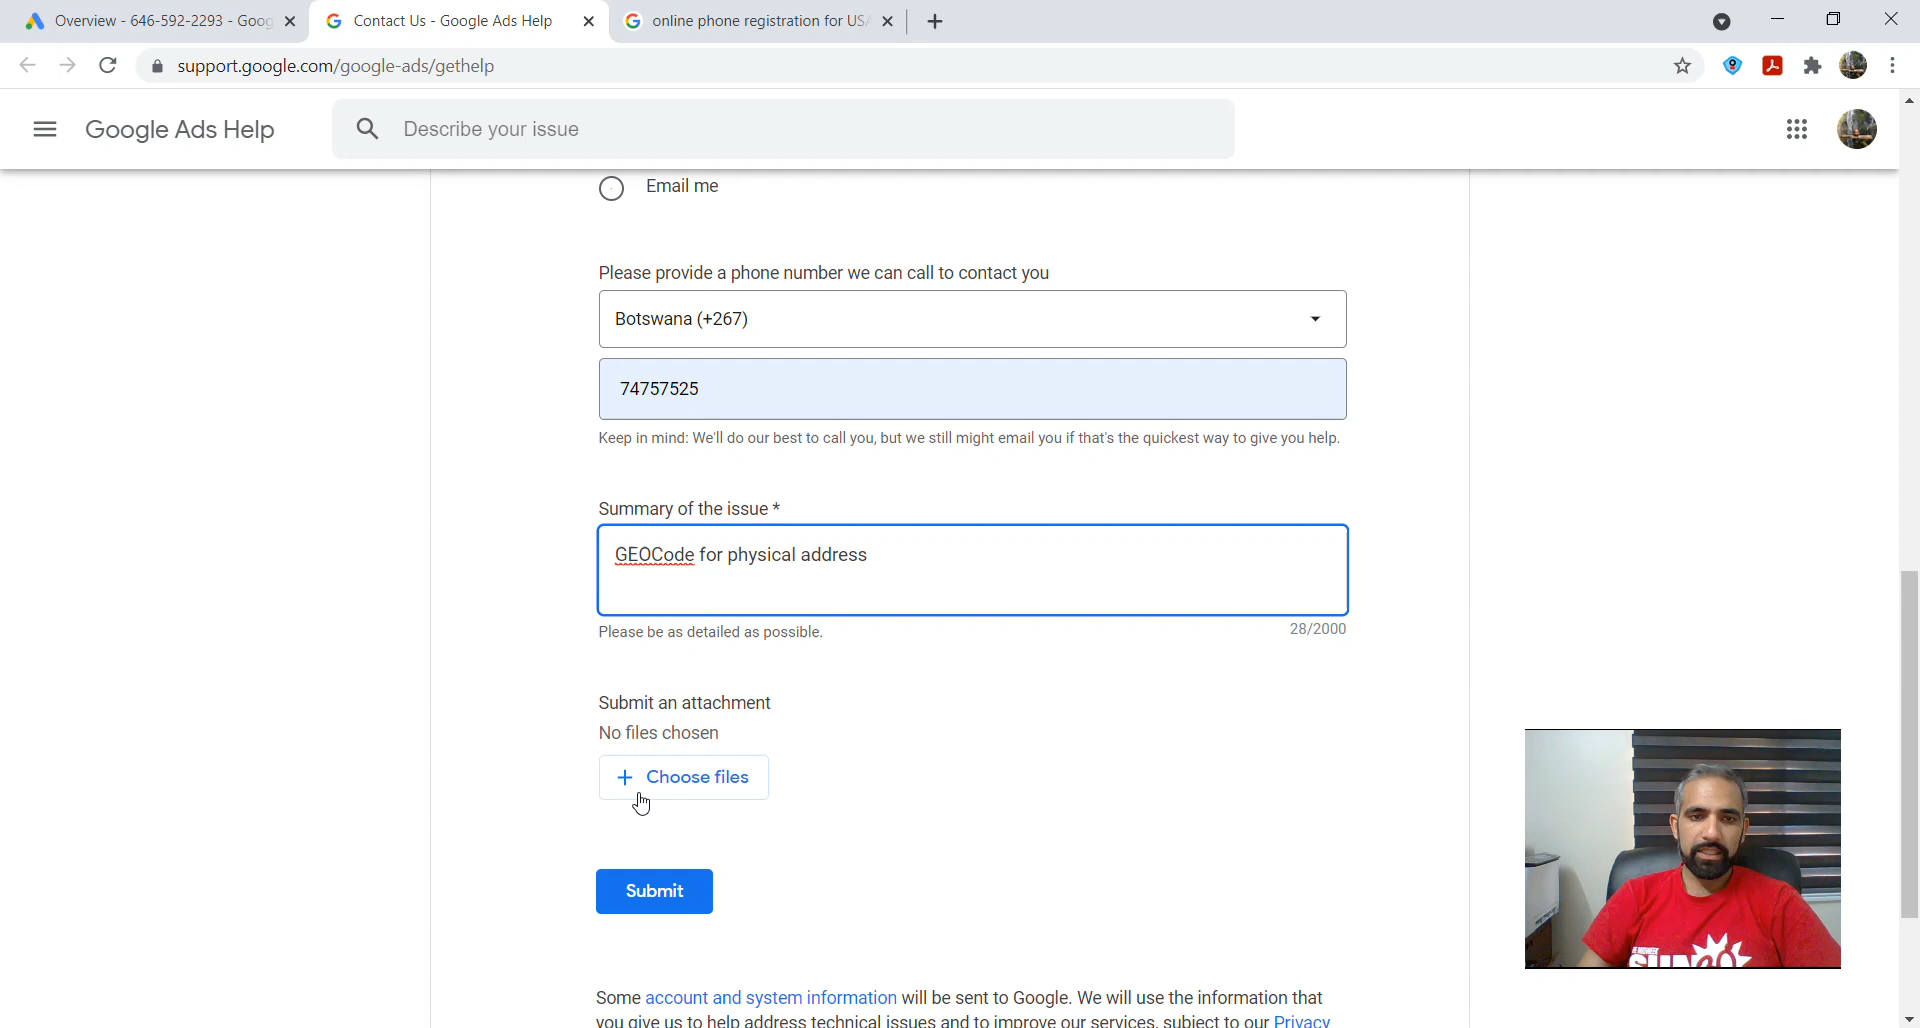 Overview - 646-592-2293 - Goog
Contact Us - Google Ads Help
online phone registration for USA
support.google.com/google-ads/gethelp
Google Ads Help
Describe your issue
Email me
Please provide a phone number we can call to contact you
Botswana (+267)
74757525
Keep in mind: We'll do our best to call you, but we still might email you if that's the quickest way to give you help.
Summary of the issue *
GEOCode for physical address
Please be as detailed as possible.
28/2000
Submit an attachment
No files chosen
+ Choose files
Submit
Some account and system information will be sent to Google. We will use the information that
you give us to help address technical issues and to improve our services, subject to our Privacy